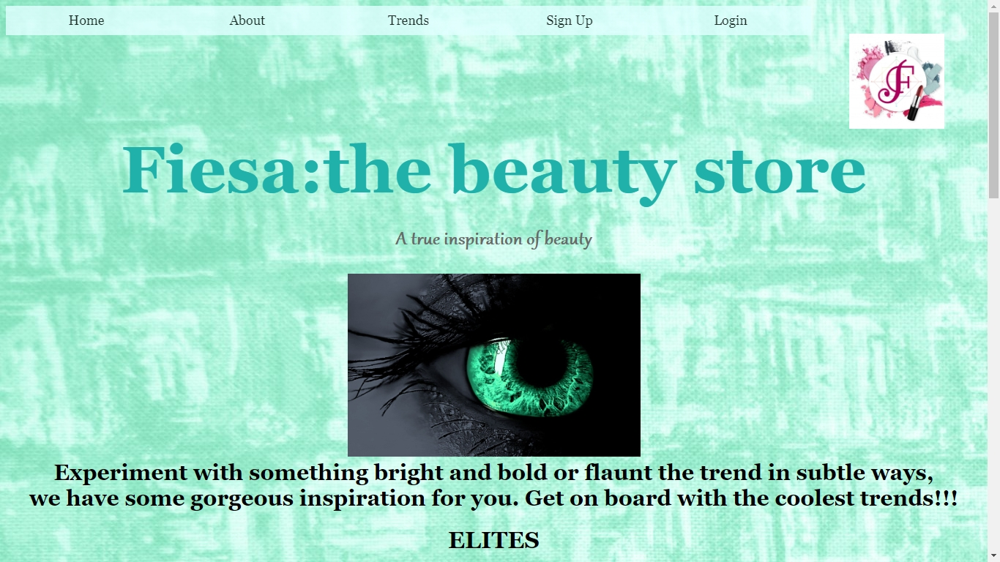 Home About Trends Sign Up Login
F
Fiesa:the beauty store
A true inspiration of beauty
Experiment with something bright and bold or flaunt the trend in subtle ways,
we have some gorgeous inspiration for you. Get on board with the coolest trends!!!
ELITES